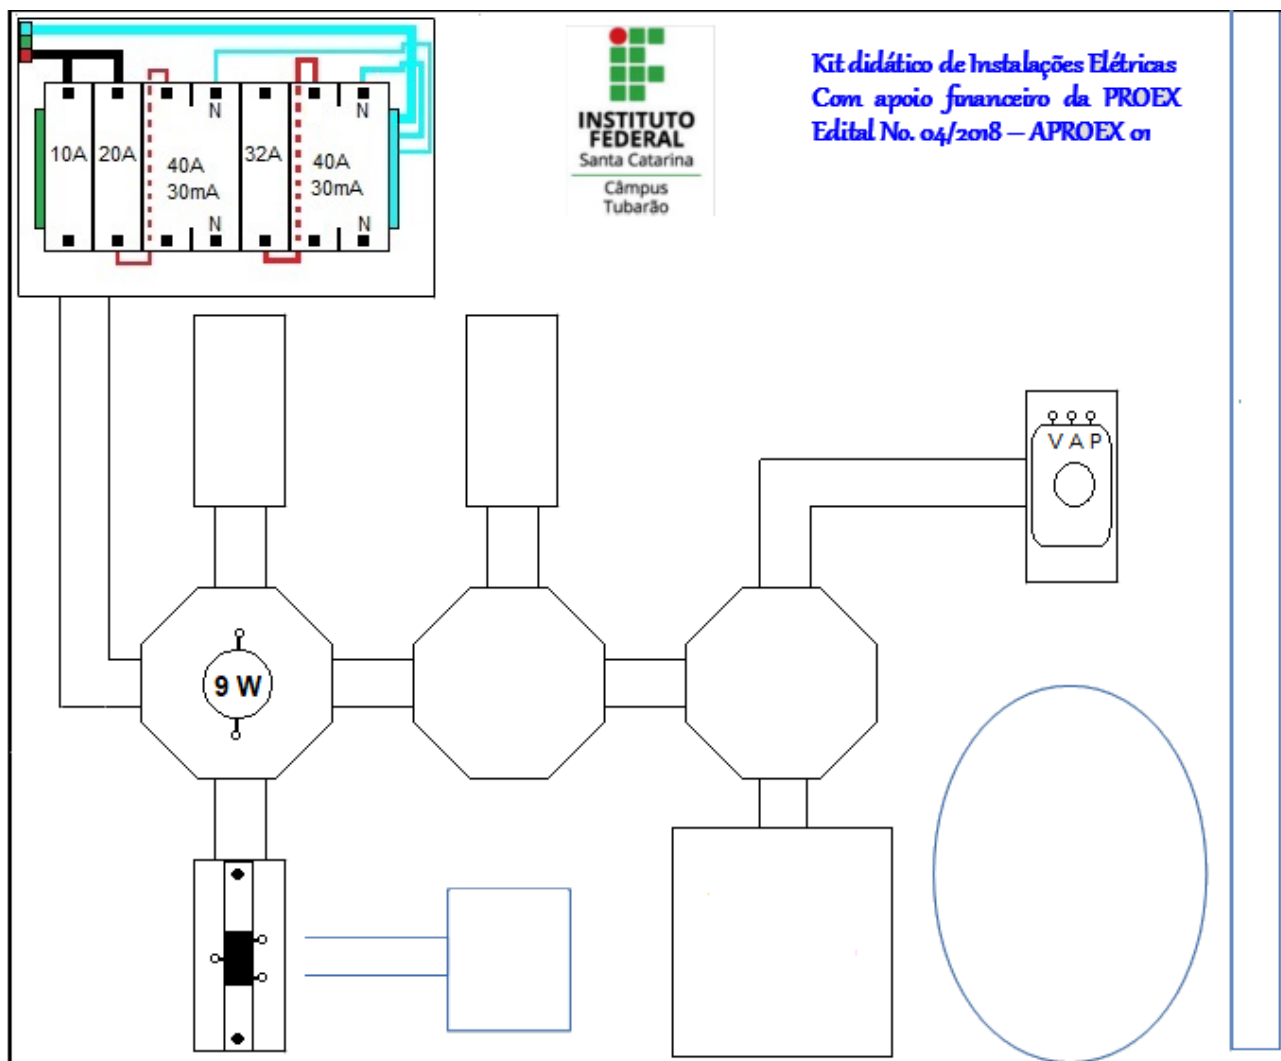 Kit didático de Instalações Elétricas
Com apoio financeiro da PROEX
Edital No. 04/2018 – APROEX 01
INSTITUTO
FEDERAL
Santa Catarina
Câmpus
Tubarão
N
N
10A
20A
40A
30mA
32A
40A
30mA
N
N
V A P
9 W